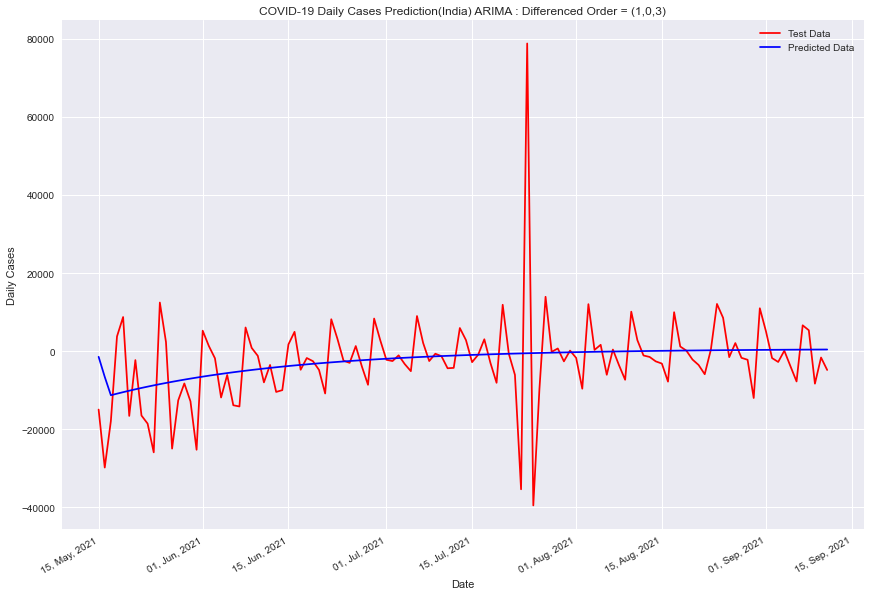 COVID-19 Daily Cases Prediction(India) ARIMA : Differenced Order = (1,0,3)
Test Data
Predicted Data
80000
60000
40000
20000
0
−20000
−40000
Daily Cases
15, May, 2021
01, Jun, 2021
15, Jun, 2021
01, Jul, 2021
15, Jul, 2021
01, Aug, 2021
15, Aug, 2021
01, Sep, 2021
15, Sep, 2021
Date